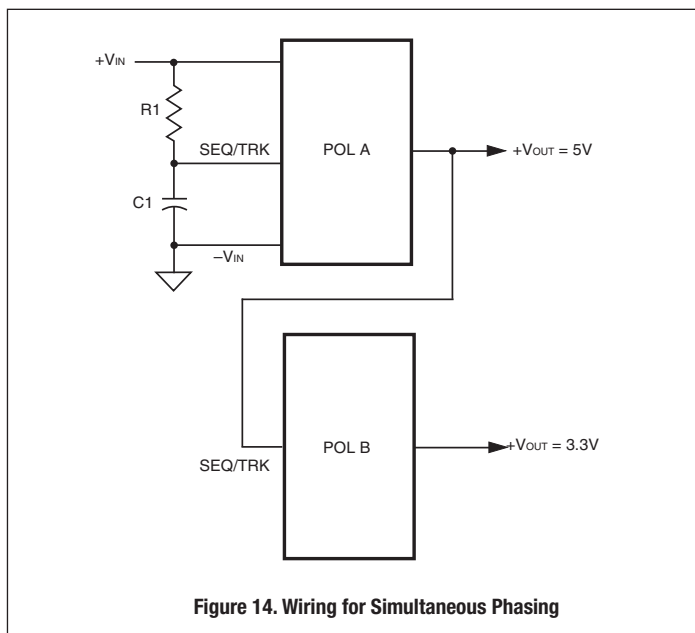 +VIN
R1
SEQ/TRK
POL A
+VOUT = 5V
C1
–VIN
POL B
+VOUT = 3.3V
SEQ/TRK
Figure 14. Wiring for Simultaneous Phasing